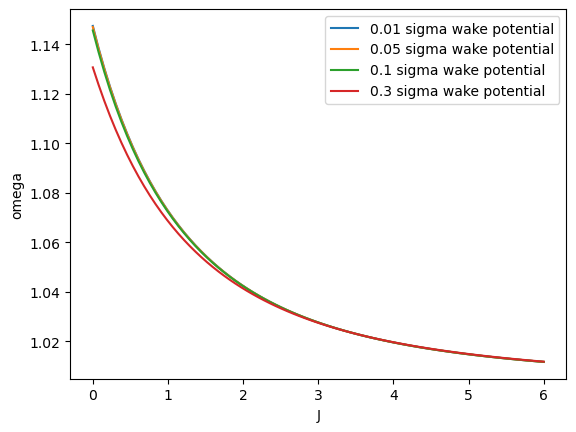 0.01 sigma wake potential
0.05 sigma wake potential
0.1 sigma wake potential
0.3 sigma wake potential
omega
1.14
1.12
1.10
1.08
1.06
1.04
1.02
0 1 2 3 4 5 6
J